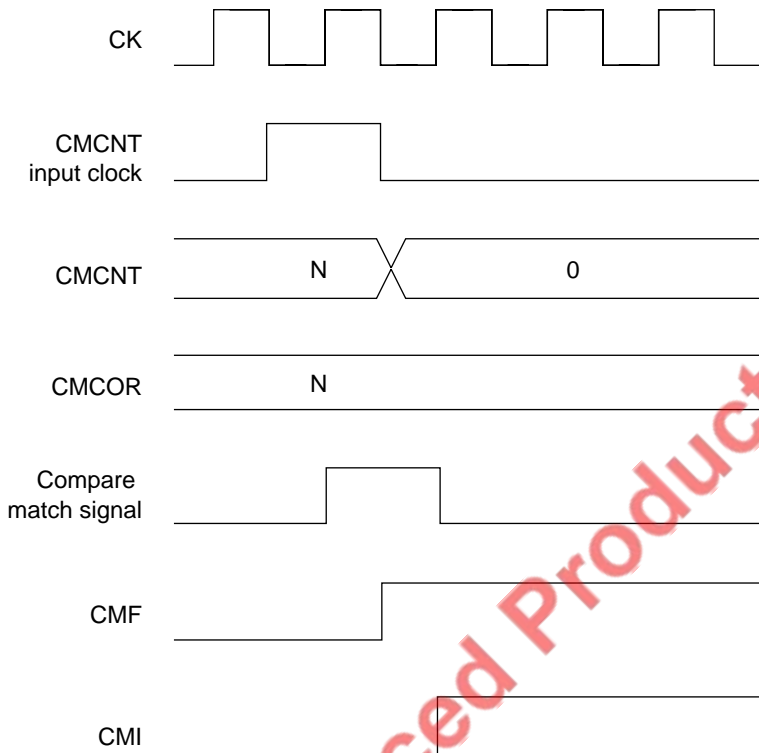 CK
CMCNT
input clock
CMCNT
N
0
CMCOR
N
Compare
match signal
CMF
CMI